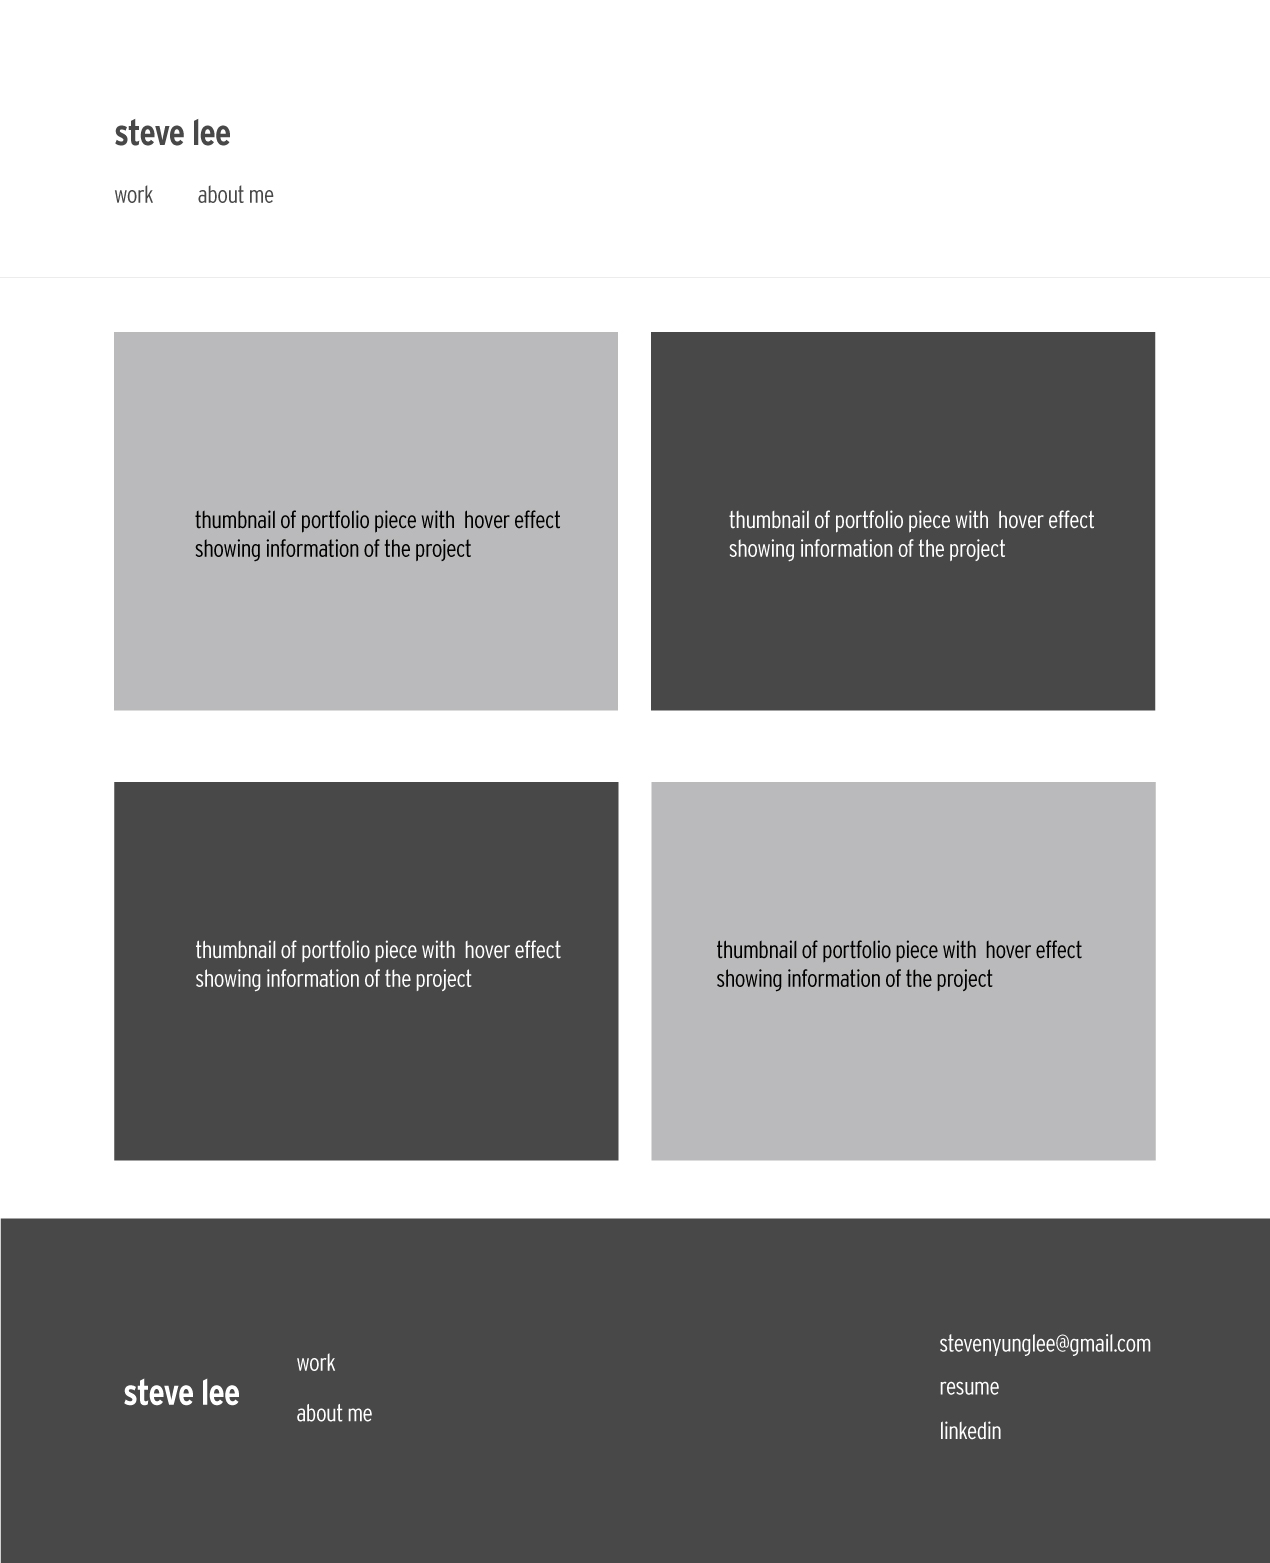 steve lee
work about me
thumbnail of portfolio piece with  hover effect
showing information of the project
thumbnail of portfolio piece with  hover effect
showing information of the project
thumbnail of portfolio piece with  hover effect
showing information of the project
thumbnail of portfolio piece with  hover effect
showing information of the project
steve lee
work
about me
stevenyunglee@gmail.com
resume
linkedin